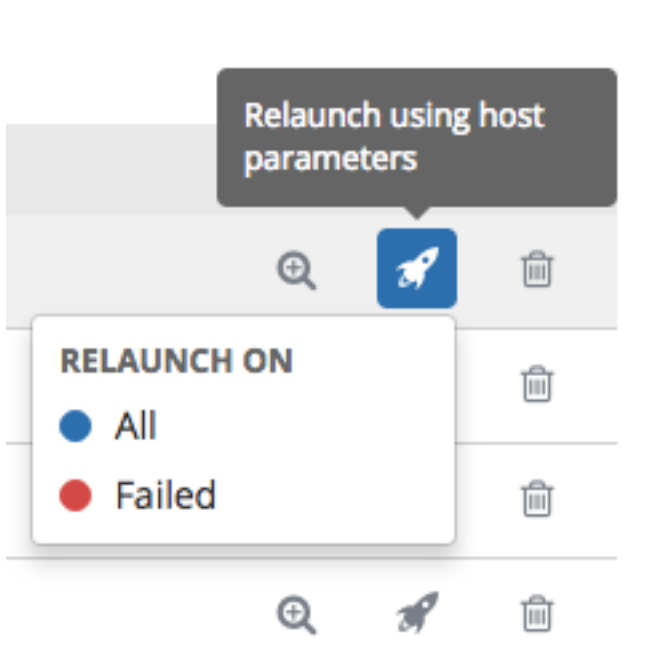 Relaunch using host
parameters
RELAUNCH ON
All
Failed